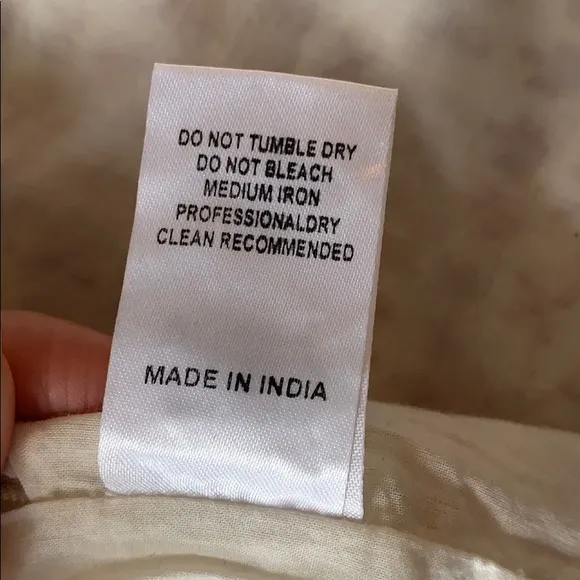 DO NOT TUMBLE DRY
DO NOT BLEACH
MEDIUM IRON
PROFESSIONALDRY
CLEAN RECOMMENDED
MADE IN INDIA